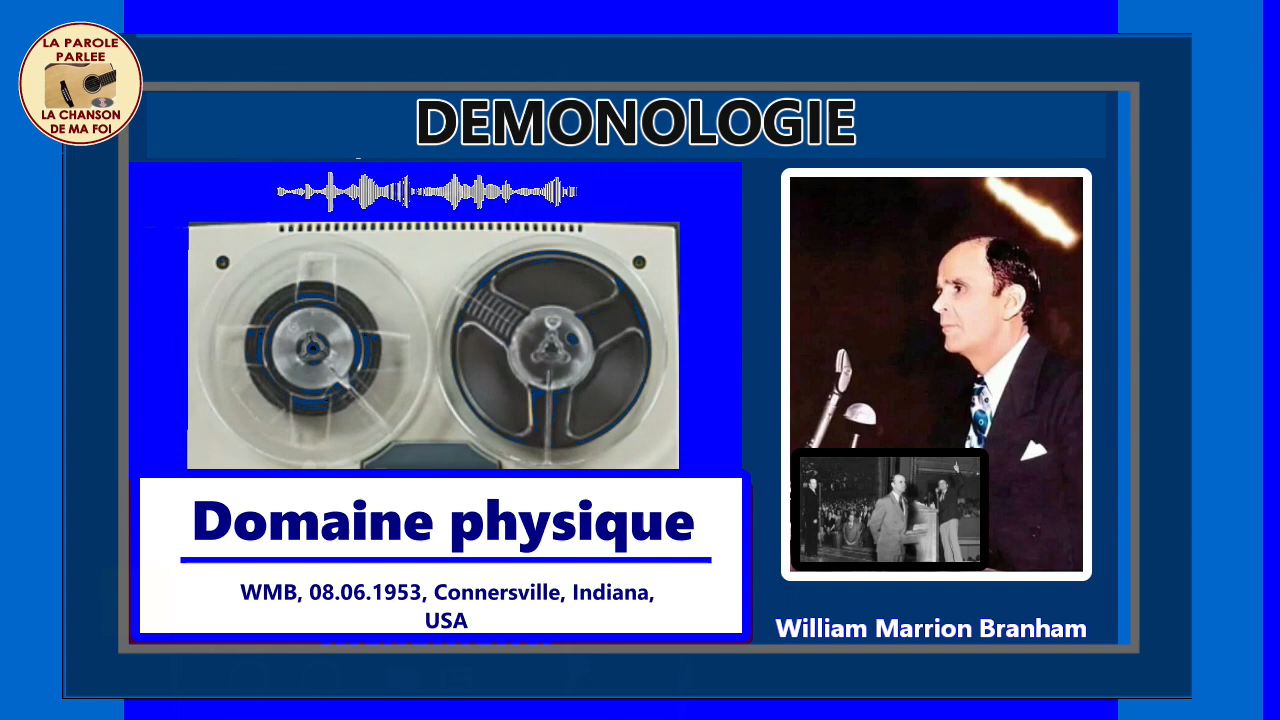 LA PAROLE
PARLEE
LA CHANSON
DE MA FOI
DEMONOLOGIE
Domaine physique
WMB, 08.06.1953, Connersville, Indiana,
USA
William Marrion Branham